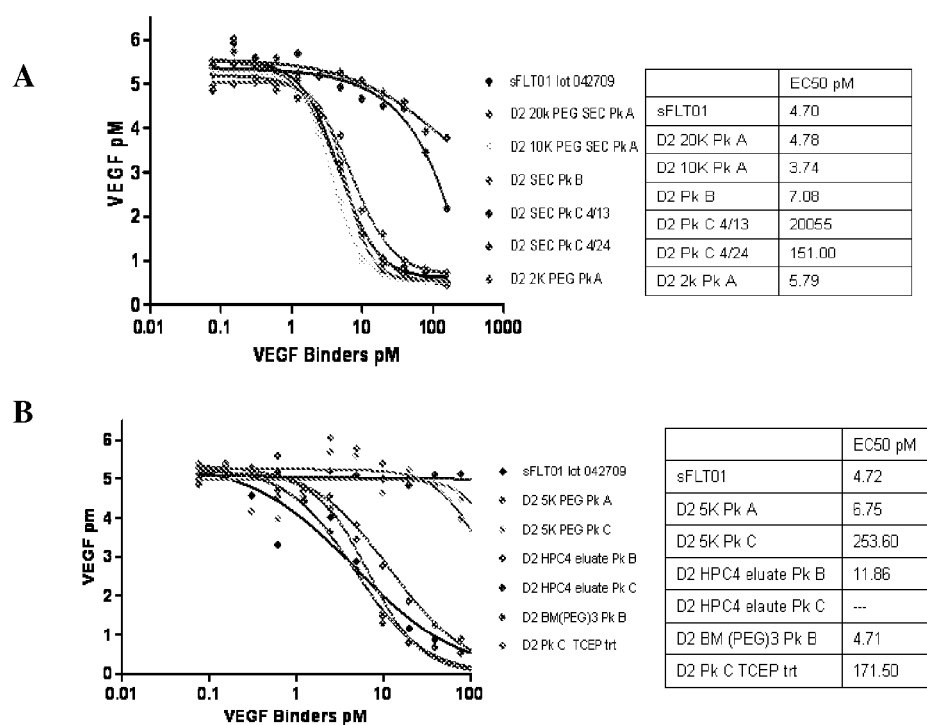 A
6
5
4
3
2
1
0
VEGF pM
0.01 0.1 1 10 100 1000
VEGF Binders pM
sFLT01 lot 042709
D2 20k PEG SEC Pk A
D2 10K PEG SEC Pk A
D2 SEC Pk B
D2 SEC Pk C 4/13
D2 SEC Pk C 4/24
D2 2K PEG Pk A
EC50 pM
sFLT01 4.70
D2 20K Pk A 4.78
D2 10K Pk A 3.74
D2 Pk B 7.08
D2 Pk C 4/13 20055
D2 Pk C 4/24 151.00
D2 2k Pk A 5.79
B
6
5
4
3
2
1
0
VEGF pm
0.01 0.1 1 10 100
VEGF Binders pM
sFLT01 lot 042709
D2 5K PEG Pk A
D2 5K PEG Pk C
D2 HPC4 eluate Pk B
D2 HPC4 eluate Pk C
D2 BM(PEG)3 Pk B
D2 Pk C TCEP trt
EC50 pM
sFLT01 4.72
D2 5K Pk A 6.75
D2 5K Pk C 253.60
D2 HPC4 eluate Pk B 11.86
D2 HPC4 elaute Pk C ---
D2 BM (PEG)3 Pk B 4.71
D2 Pk C TCEP trt 171.50